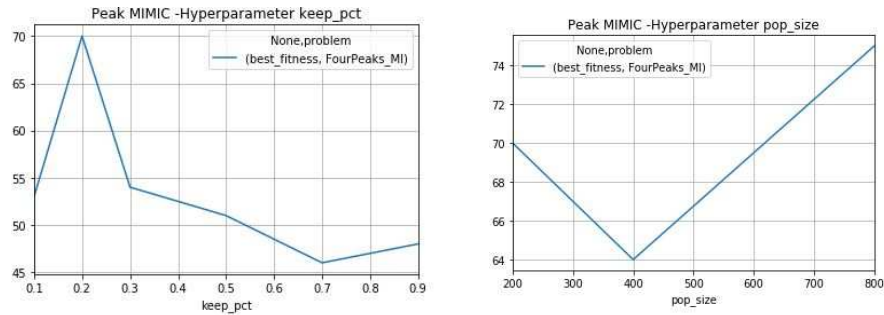 Peak MIMIC -Hyperparameter keep_pct
None,problem
(best_fitness, FourPeaks_MI)
70
65
60
55
50
45
0.1 0.2 0.3 0.4 0.5 0.6 0.7 0.8 0.9
keep_pct
Peak MIMIC -Hyperparameter pop_size
None,problem
(best_fitness, FourPeaks_MI)
74
72
70
68
66
64
200 300 400 500 600 700 800
pop_size